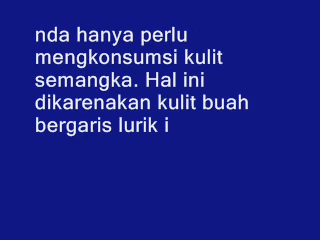 nda hanya perlu
mengkonsumsi kulit
semangka. Hal ini
dikarenakan kulit buah
bergaris lurik i